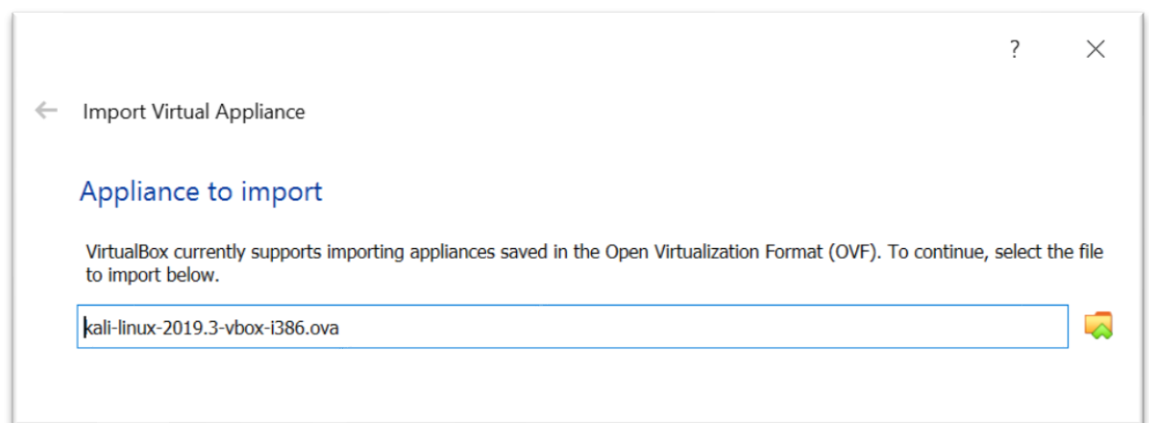 ?
Import Virtual Appliance
Appliance to import
VirtualBox currently supports importing appliances saved in the Open Virtualization Format (OVF). To continue, select the file
to import below.
kali-linux-2019.3-vbox-i386.ova